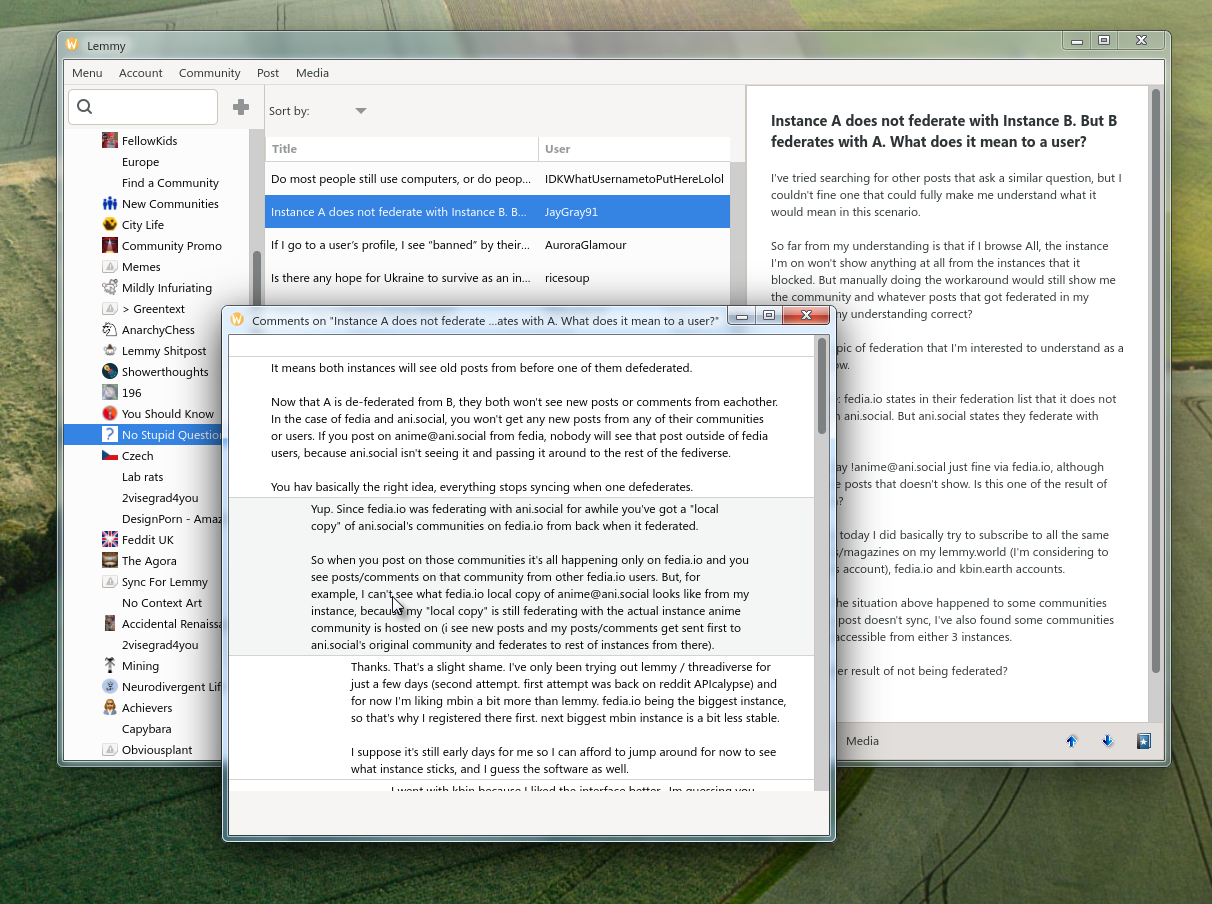 Lemmy
Menu Account Community Post Media
Sort by:
FellowKids
Europe
Find a Community
New Communities
City Life
Community Promo
Memes
Mildly Infuriating
> Greentext
AnarchyChess
Lemmy Shitpost
Showerthoughts
196
You Should Know
No Stupid Question
Czech
Lab rats
2visegrad4you
DesignPorn - Amaz
Feddit UK
The Agora
Sync For Lemmy
No Context Art
Accidental Renaissa
2visegrad4you
Mining
Neurodivergent Lif
Achievers
Capybara
Obviousplant
Title User
Do most people still use computers, or do peop... IDKWhatUsernametoPutHereLolol
Instance A does not federate with Instance B. B... JayGray91
If I go to a user's profile, I see “banned” by their... AuroraGlamour
Is there any hope for Ukraine to survive as an in... ricesoup
Instance A does not federate with Instance B. But B
federates with A. What does it mean to a user?
I've tried searching for other posts that ask a similar question, but I
couldn't fine one that could fully make me understand what it
would mean in this scenario.
So far from my understanding is that if I browse All, the instance
I'm on won't show anything at all from the instances that it
blocked. But manually doing the workaround would still show me
the community and whatever posts that got federated in my
my understanding correct?
pic of federation that I'm interested to understand as a
ow.
: fedia.io states in their federation list that it does not
n ani.social. But ani.social states they federate with
ay !anime@ani.social just fine via fedia.io, although
e posts that doesn't show. Is this one of the result of
?
today I did basically try to subscribe to all the same
s/magazines on my lemmy.world (I'm considering to
s account), fedia.io and kbin.earth accounts.
he situation above happened to some communities
post doesn't sync, I've also found some communities
accessible from either 3 instances.
er result of not being federated?
Media
Comments on "Instance A does not federate ...ates with A. What does it mean to a user?"
It means both instances will see old posts from before one of them defederated.
Now that A is de-federated from B, they both won't see new posts or comments from eachother.
In the case of fedia and ani.social, you won't get any new posts from any of their communities
or users. If you post on anime@ani.social from fedia, nobody will see that post outside of fedia
users, because ani.social isn't seeing it and passing it around to the rest of the fediverse.
You hav basically the right idea, everything stops syncing when one defederates.
Yup. Since fedia.io was federating with ani.social for awhile you've got a "local
copy" of ani.social's communities on fedia.io from back when it federated.
So when you post on those communities it's all happening only on fedia.io and you
see posts/comments on that community from other fedia.io users. But, for
example, I can't see what fedia.io local copy of anime@ani.social looks like from my
instance, because my "local copy" is still federating with the actual instance anime
community is hosted on (i see new posts and my posts/comments get sent first to
ani.social's original community and federates to rest of instances from there).
Thanks. That's a slight shame. I've only been trying out lemmy / threadiverse for
just a few days (second attempt. first attempt was back on reddit APIcalypse) and
for now I'm liking mbin a bit more than lemmy. fedia.io being the biggest instance,
so that's why I registered there first. next biggest mbin instance is a bit less stable.
I suppose it's still early days for me so I can afford to jump around for now to see
what instance sticks, and I guess the software as well.
I went with kbin because I liked the interface better. Im guessing you